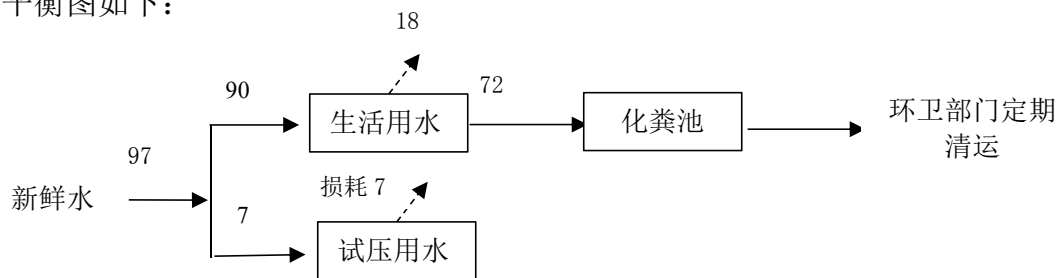 平衡图如下：
18
90
72
生活用水
化粪池
环卫部门定期
清运
97
新鲜水
损耗 7
7
试压用水